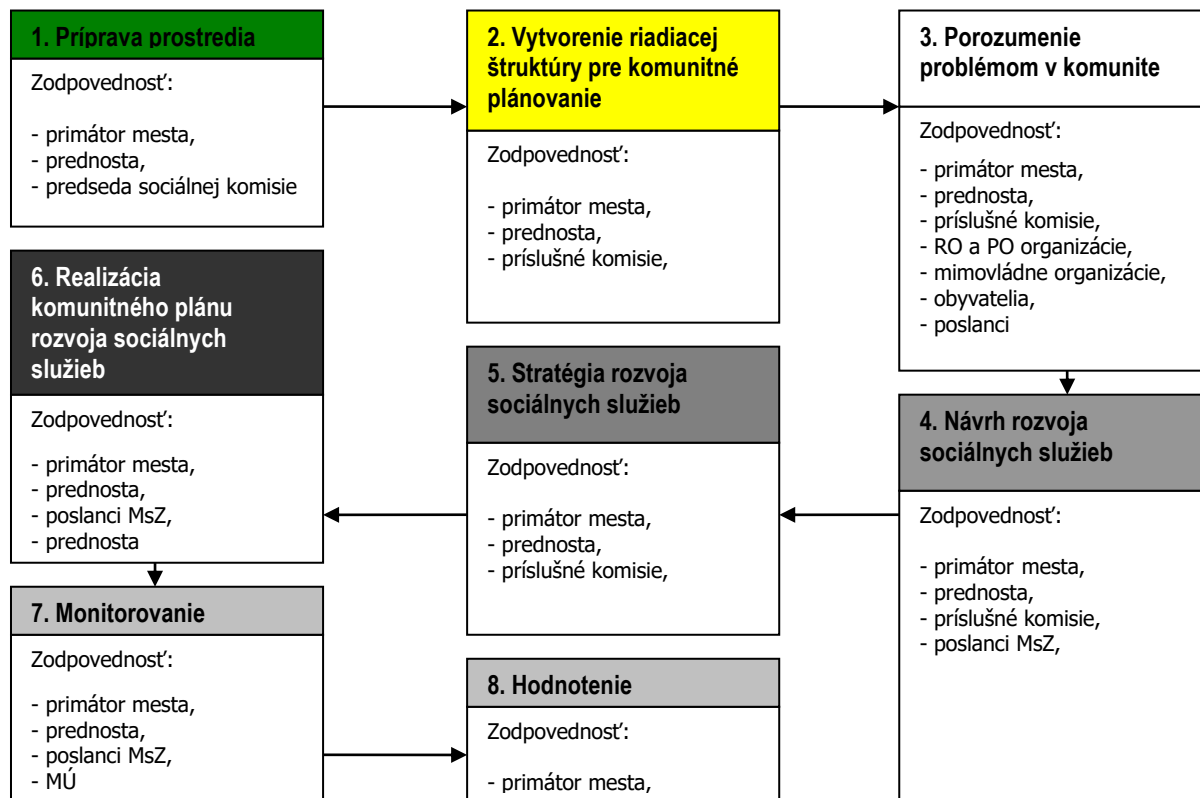 1. Príprava prostredia
Zodpovednosť:
- primátor mesta,
- prednosta,
- predseda sociálnej komisie
2. Vytvorenie riadiacej
štruktúry pre komunitné
plánovanie
Zodpovednosť:
- primátor mesta,
- prednosta,
- príslušné komisie,
3. Porozumenie
problémom v komunite
Zodpovednosť:
- primátor mesta,
- prednosta,
- príslušné komisie,
- RO a PO organizácie,
- mimovládne organizácie,
- obyvatelia,
- poslanci
4. Návrh rozvoja
sociálnych služieb
Zodpovednosť:
- primátor mesta,
- prednosta,
- príslušné komisie,
- poslanci MsZ,
5. Stratégia rozvoja
sociálnych služieb
Zodpovednosť:
- primátor mesta,
- prednosta,
- príslušné komisie,
6. Realizácia
komunitného plánu
rozvoja sociálnych
služieb
Zodpovednosť:
- primátor mesta,
- prednosta,
- poslanci MsZ,
- prednosta
7. Monitorovanie
Zodpovednosť:
- primátor mesta,
- prednosta,
- poslanci MsZ,
- MÚ
8. Hodnotenie
Zodpovednosť:
- primátor mesta,